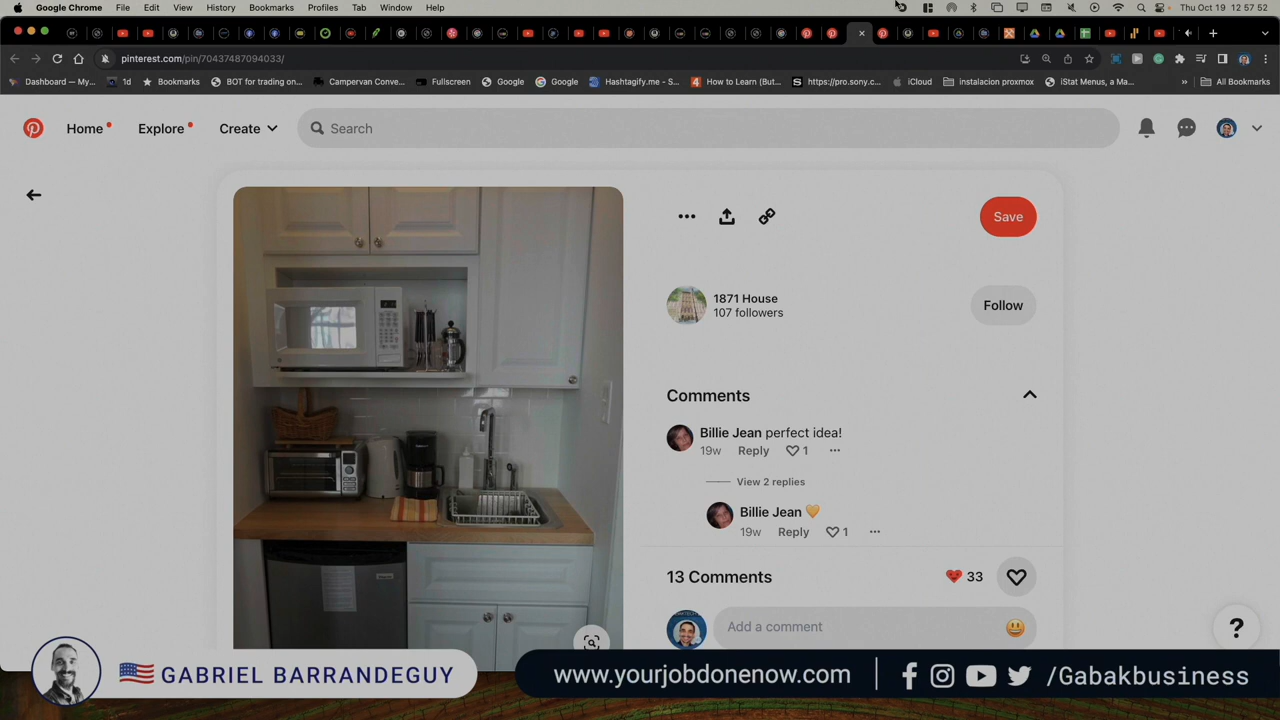 Google Chrome File Edit View History Bookmarks Profiles Tab Window Help Thu Oct 19 12 57 52
pinterest.com/pin/70437487094033/
Dashboard — My... 1d Bookmarks BOT for trading on... Campervan Conve... Fullscreen Google Google Hashtagify.me - S... How to Learn (But... https://pro.sony.c... iCloud instalacion proxmox iStat Menus, a Ma... » All Bookmarks
Home Explore Create Search
Save
1871 House
107 followers
Follow
Comments
Billie Jean perfect idea!
19w Reply 1
View 2 replies
Billie Jean 🧡
19w Reply 1
13 Comments 33
Add a comment
?
GABRIEL BARRANDEGUY
www.yourjobdonenow.com /Gabakbusiness